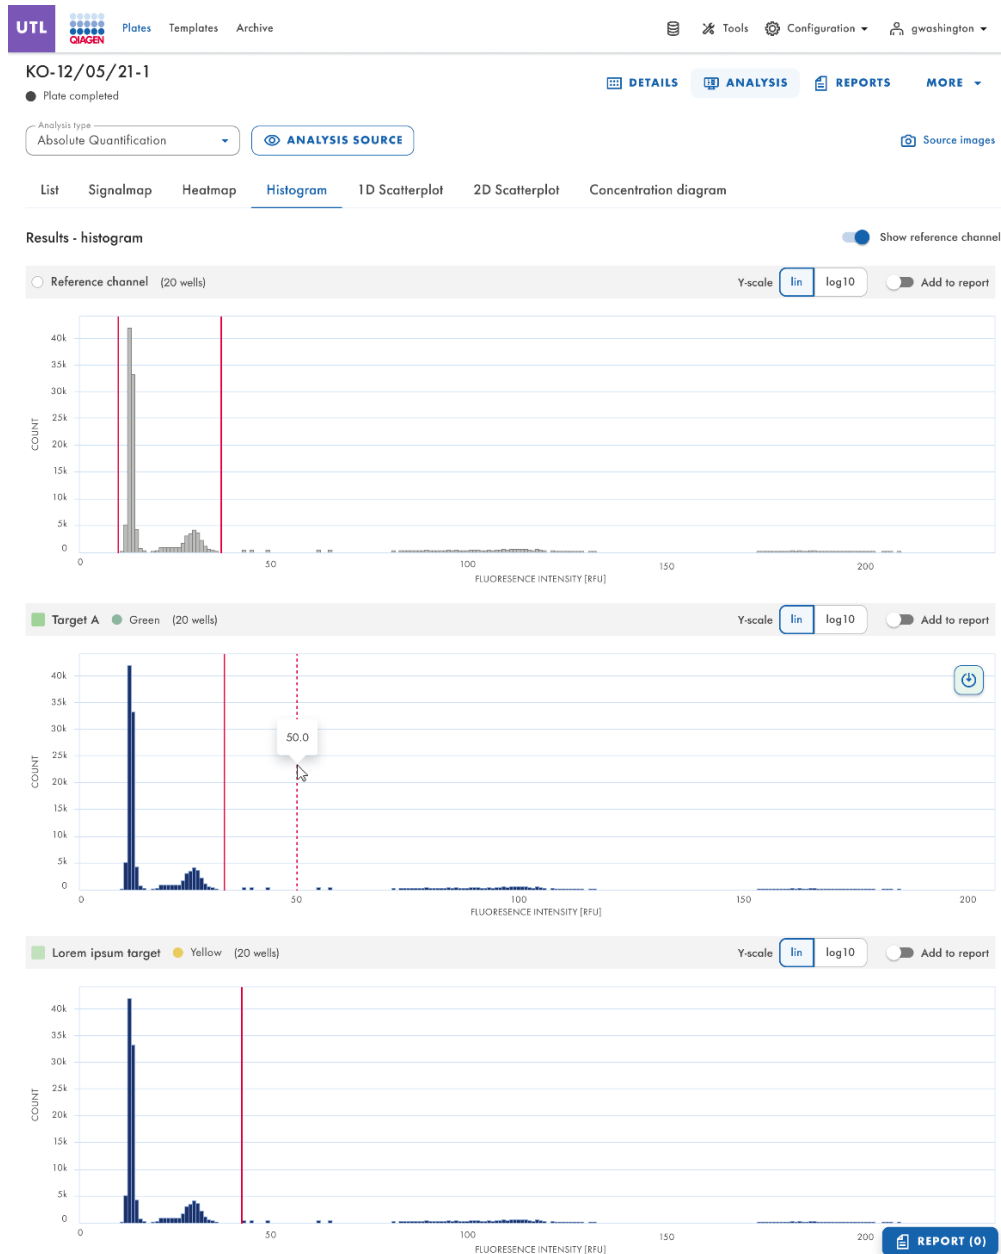 UTL QIAGEN Plates Templates Archive Tools Configuration gwashington
KO-12/05/21-1
Plate completed
DETAILS ANALYSIS REPORTS MORE
Analysis type
Absolute Quantification
ANALYSIS SOURCE
Source images
List Signalmap Heatmap Histogram 1D Scatterplot 2D Scatterplot Concentration diagram
Results - histogram
Show reference channel
Reference channel (20 wells) Y-scale lin log10 Add to report
COUNT
40k
35k
30k
25k
20k
15k
10k
5k
0
0 50 100 150 200
FLUORESENCE INTENSITY [RFU]
Target A Green (20 wells) Y-scale lin log10 Add to report
COUNT
40k
35k
30k
25k
20k
15k
10k
5k
0
50.0
0 50 100 150 200
FLUORESENCE INTENSITY [RFU]
Lorem ipsum target Yellow (20 wells) Y-scale lin log10 Add to report
COUNT
40k
35k
30k
25k
20k
15k
10k
5k
0
0 50 100 150 200
FLUORESENCE INTENSITY [RFU]
REPORT (0)